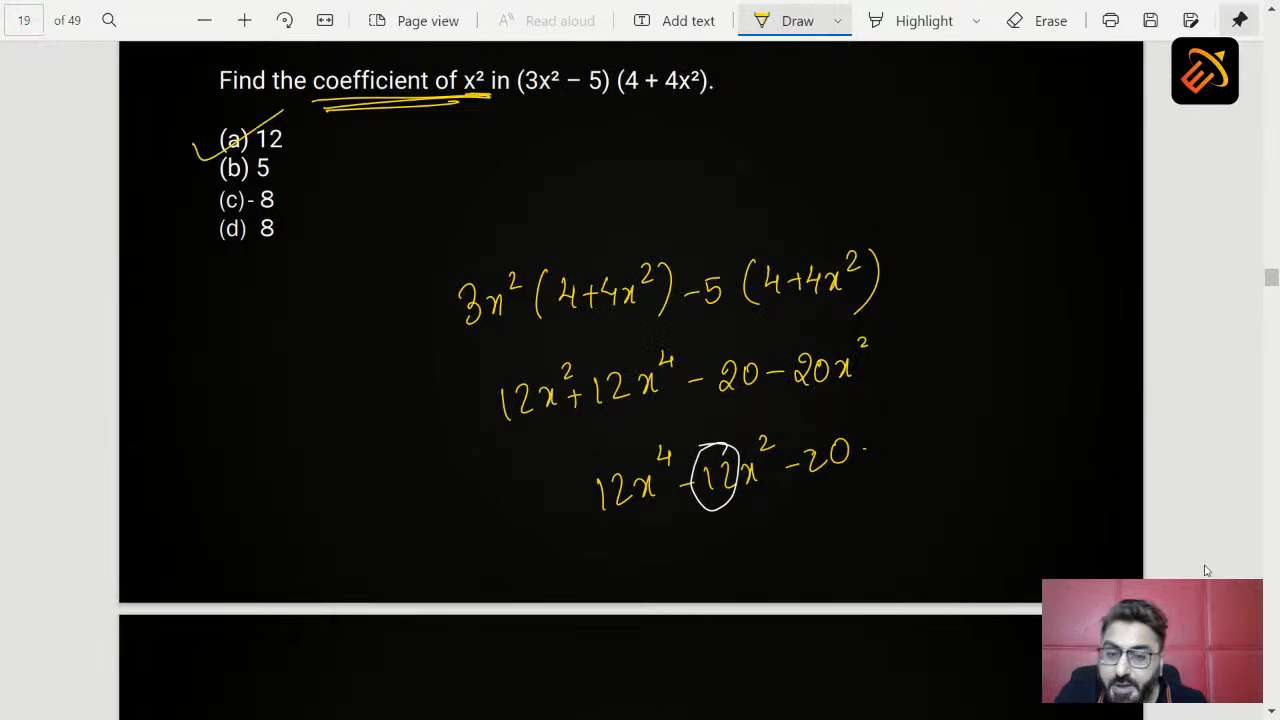 19 of 49 Page view Read aloud Add text Draw Highlight Erase
Find the coefficient of x² in (3x² – 5) (4 + 4x²).
(a) 12
(b) 5
(c)- 8
(d) 8
3x² (4+4x²) -5 (4+4x²)
12x²+12x⁴ - 20 - 20x²
12x⁴ -12x² -20